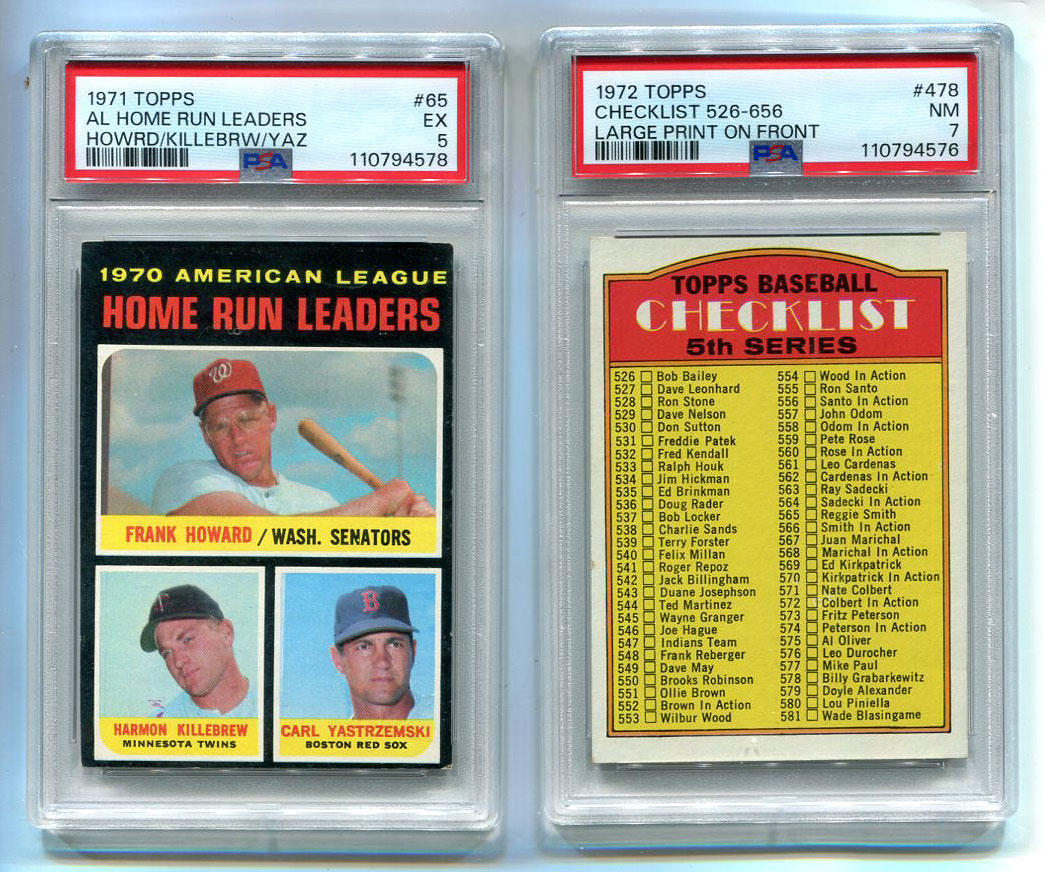 1971 TOPPS #65
AL HOME RUN LEADERS EX
HOWRD/KILLEBRW/YAZ 5
PSA 110794578
1970 AMERICAN LEAGUE
HOME RUN LEADERS
W
FRANK HOWARD / WASH. SENATORS
T
B
HARMON KILLEBREW
MINNESOTA TWINS
CARL YASTRZEMSKI
BOSTON RED SOX
1972 TOPPS #478
CHECKLIST 526-656 NM
LARGE PRINT ON FRONT 7
PSA 110794576
TOPPS BASEBALL
CHECKLIST
5th SERIES
526 Bob Bailey
527 Dave Leonhard
528 Ron Stone
529 Dave Nelson
530 Don Sutton
531 Freddie Patek
532 Fred Kendall
533 Ralph Houk
534 Jim Hickman
535 Ed Brinkman
536 Doug Rader
537 Bob Locker
538 Charlie Sands
539 Terry Forster
540 Felix Millan
541 Roger Repoz
542 Jack Billingham
543 Duane Josephson
544 Ted Martinez
545 Wayne Granger
546 Joe Hague
547 Indians Team
548 Frank Reberger
549 Dave May
550 Brooks Robinson
551 Ollie Brown
552 Brown In Action
553 Wilbur Wood
554 Wood In Action
555 Ron Santo
556 Santo In Action
557 John Odom
558 Odom In Action
559 Pete Rose
560 Rose In Action
561 Leo Cardenas
562 Cardenas In Action
563 Ray Sadecki
564 Sadecki In Action
565 Reggie Smith
566 Smith In Action
567 Juan Marichal
568 Marichal In Action
569 Ed Kirkpatrick
570 Kirkpatrick In Action
571 Nate Colbert
572 Colbert In Action
573 Fritz Peterson
574 Peterson In Action
575 Al Oliver
576 Leo Durocher
577 Mike Paul
578 Billy Grabarkewitz
579 Doyle Alexander
580 Lou Piniella
581 Wade Blasingame